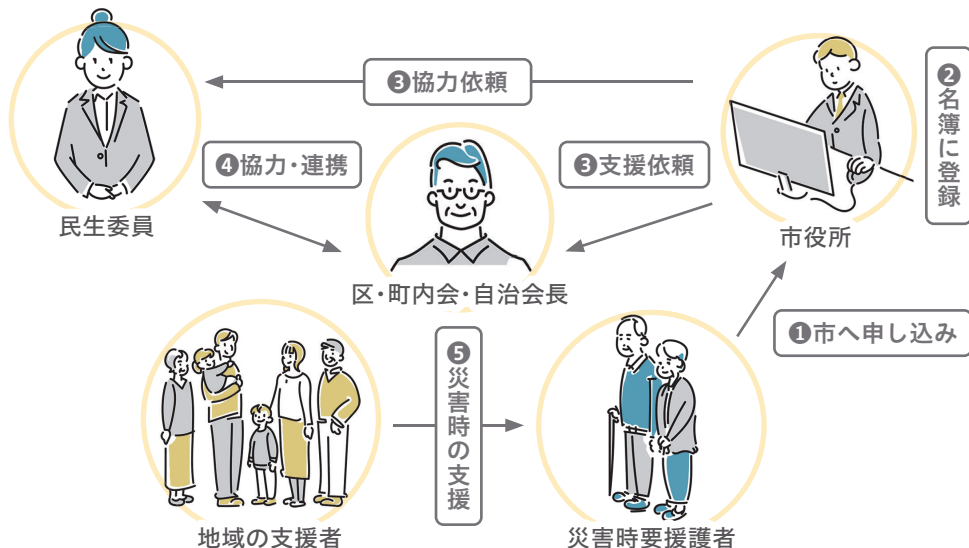 ❸協力依頼
❷名簿に登録
❹協力・連携
❸支援依頼
民生委員
市役所
区・町内会・自治会長
❶市へ申し込み
❺災害時の支援
地域の支援者
災害時要援護者